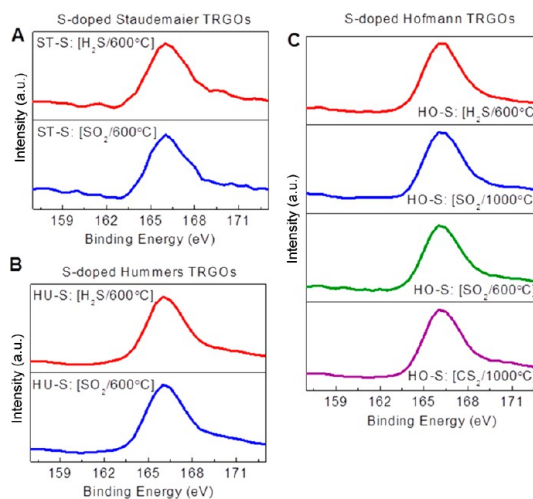 A
S-doped Staudemaier TRGOs
ST-S: [H₂S/600°C]
ST-S: [SO₂/600°C]
Intensity (a.u.)
159 162 165 168 171
Binding Energy (eV)
B
S-doped Hummers TRGOs
HU-S: [H₂S/600°C]
HU-S: [SO₂/600°C]
Intensity (a.u.)
159 162 165 168 171
Binding Energy (eV)
C
S-doped Hofmann TRGOs
HO-S: [H₂S/600°C]
HO-S: [SO₂/1000°C]
HO-S: [SO₂/600°C]
HO-S: [CS₂/1000°C]
Intensity (a.u.)
159 162 165 168 171
Binding Energy (eV)